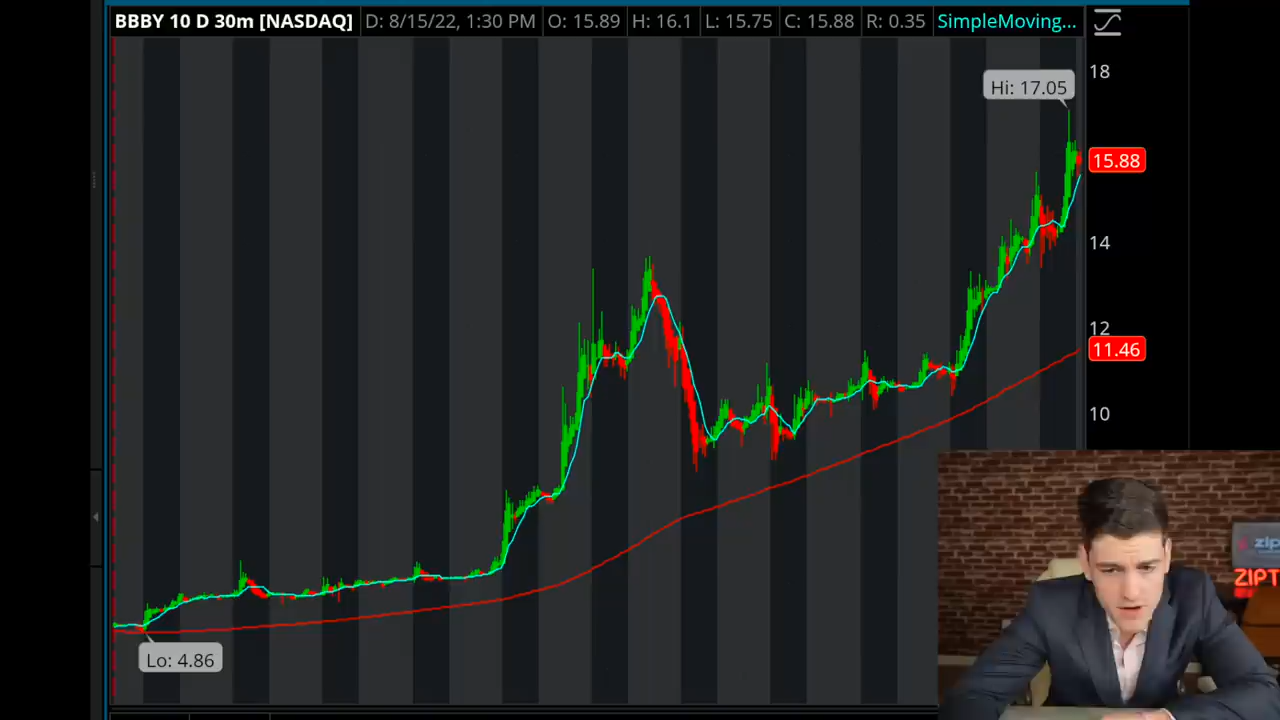 BBBY 10 D 30m [NASDAQ] D: 8/15/22, 1:30 PM O: 15.89 H: 16.1 L: 15.75 C: 15.88 R: 0.35 SimpleMoving...
18
Hi: 17.05
15.88
14
12
11.46
10
zip
ZIPT
Lo: 4.86